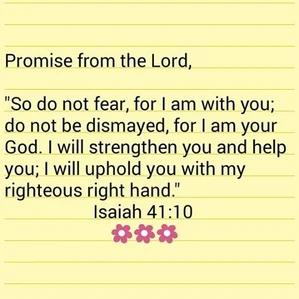 Promise from the Lord,
"So do not fear, for I am with you;
do not be dismayed, for I am your
God. I will strengthen you and help
you; I will uphold you with my
righteous right hand."
Isaiah 41:10